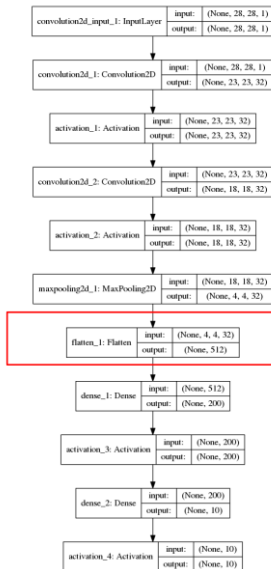 convolution2d_input_1: InputLayer input: (None, 28, 28, 1)
output: (None, 28, 28, 1)
convolution2d_1: Convolution2D input: (None, 28, 28, 1)
output: (None, 23, 23, 32)
activation_1: Activation input: (None, 23, 23, 32)
output: (None, 23, 23, 32)
convolution2d_2: Convolution2D input: (None, 23, 23, 32)
output: (None, 18, 18, 32)
activation_2: Activation input: (None, 18, 18, 32)
output: (None, 18, 18, 32)
maxpooling2d_1: MaxPooling2D input: (None, 18, 18, 32)
output: (None, 4, 4, 32)
flatten_1: Flatten input: (None, 4, 4, 32)
output: (None, 512)
dense_1: Dense input: (None, 512)
output: (None, 200)
activation_3: Activation input: (None, 200)
output: (None, 200)
dense_2: Dense input: (None, 200)
output: (None, 10)
activation_4: Activation input: (None, 10)
output: (None, 10)